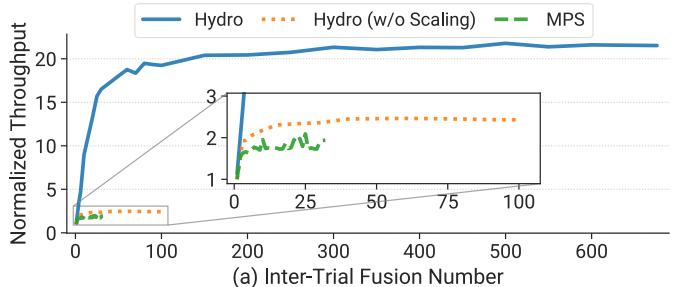 Hydro Hydro (w/o Scaling) MPS
Normalized Throughput
20
15
10
5
0
3
2
1
0 25 50 75 100
0 100 200 300 400 500 600
(a) Inter-Trial Fusion Number